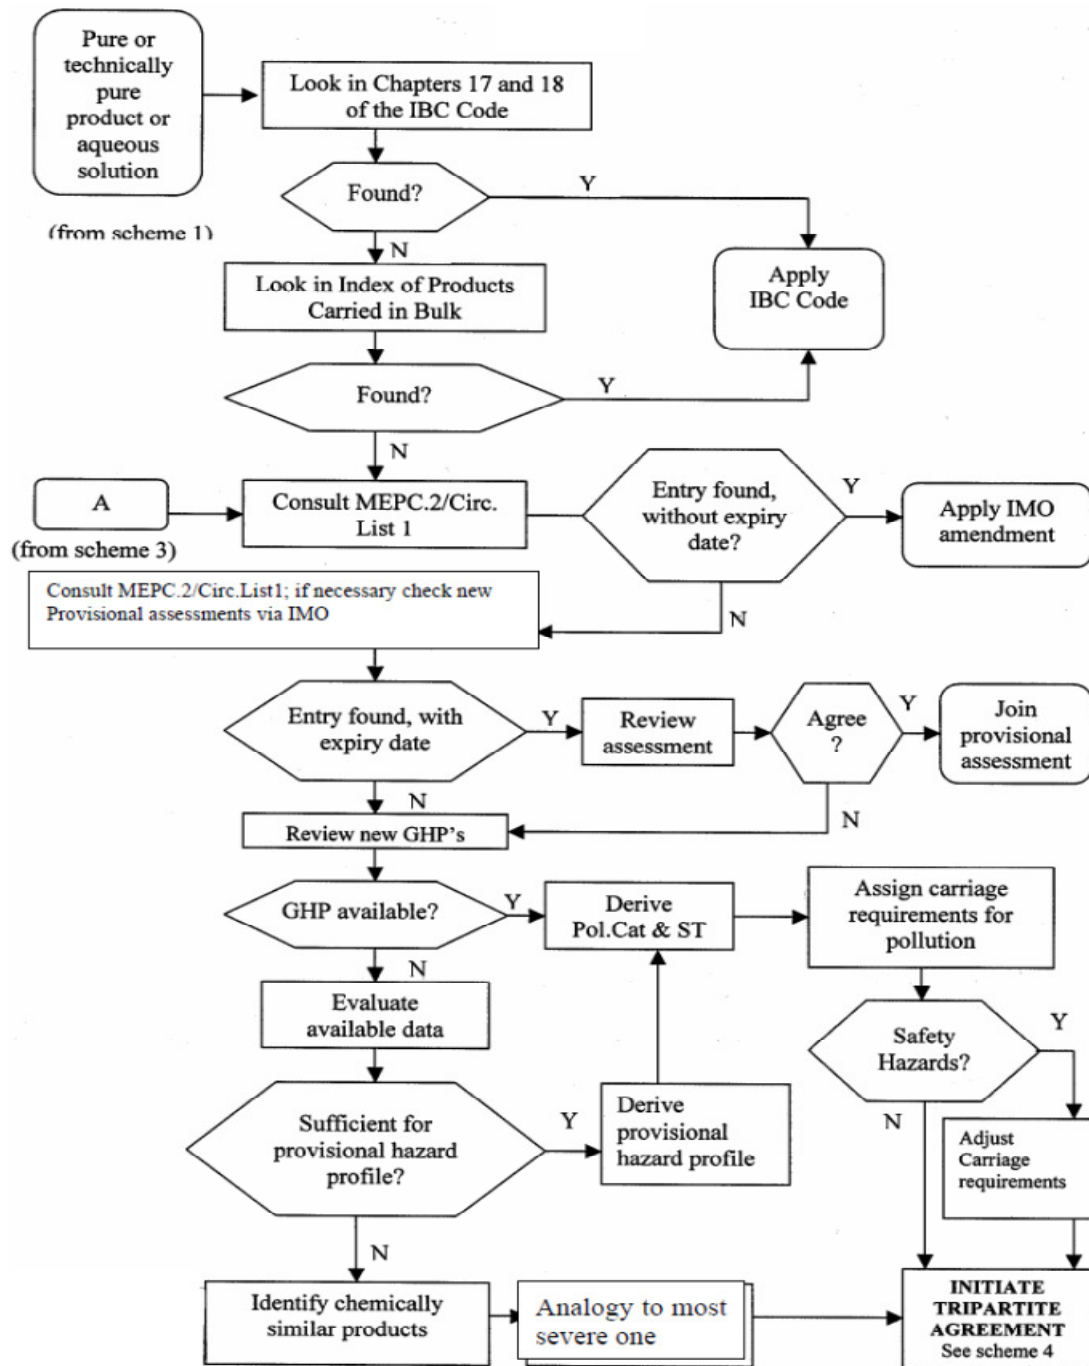 Pure or
technically
pure
product or
aqueous
solution
(from scheme 1)
Look in Chapters 17 and 18
of the IBC Code
Found?
Y
N
Look in Index of Products
Carried in Bulk
Apply
IBC Code
Found?
Y
N
A
(from scheme 3)
Consult MEPC.2/Circ.
List 1
Entry found,
without expiry
date?
Y
Apply IMO
amendment
N
Consult MEPC.2/Circ.List1; if necessary check new
Provisional assessments via IMO
Entry found, with
expiry date
Y
Review
assessment
Agree
?
Y
Join
provisional
assessment
N
N
Review new GHP's
GHP available?
Y
Derive
Pol.Cat & ST
Assign carriage
requirements for
pollution
N
Evaluate
available data
Safety
Hazards?
Y
N
Sufficient for
provisional hazard
profile?
Y
Derive
provisional
hazard profile
Adjust
Carriage
requirements
N
Identify chemically
similar products
Analogy to most
severe one
INITIATE
TRIPARTITE
AGREEMENT
See scheme 4